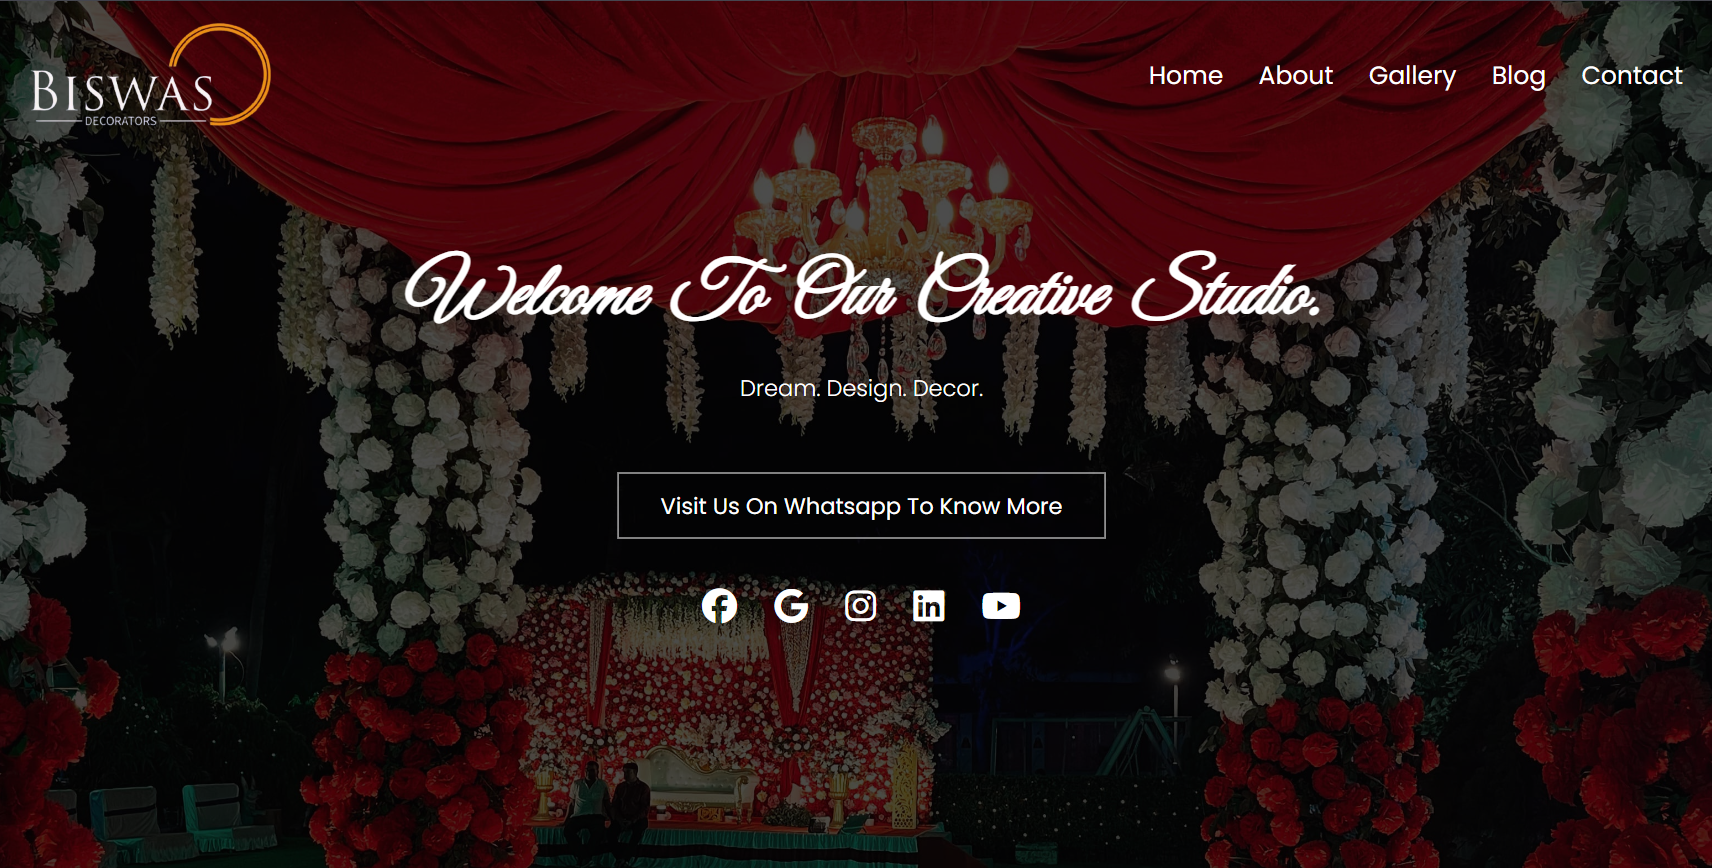 BISWAS
DECORATORS
Home About Gallery Blog Contact
Welcome To Our Creative Studio.
Dream. Design. Decor.
Visit Us On Whatsapp To Know More